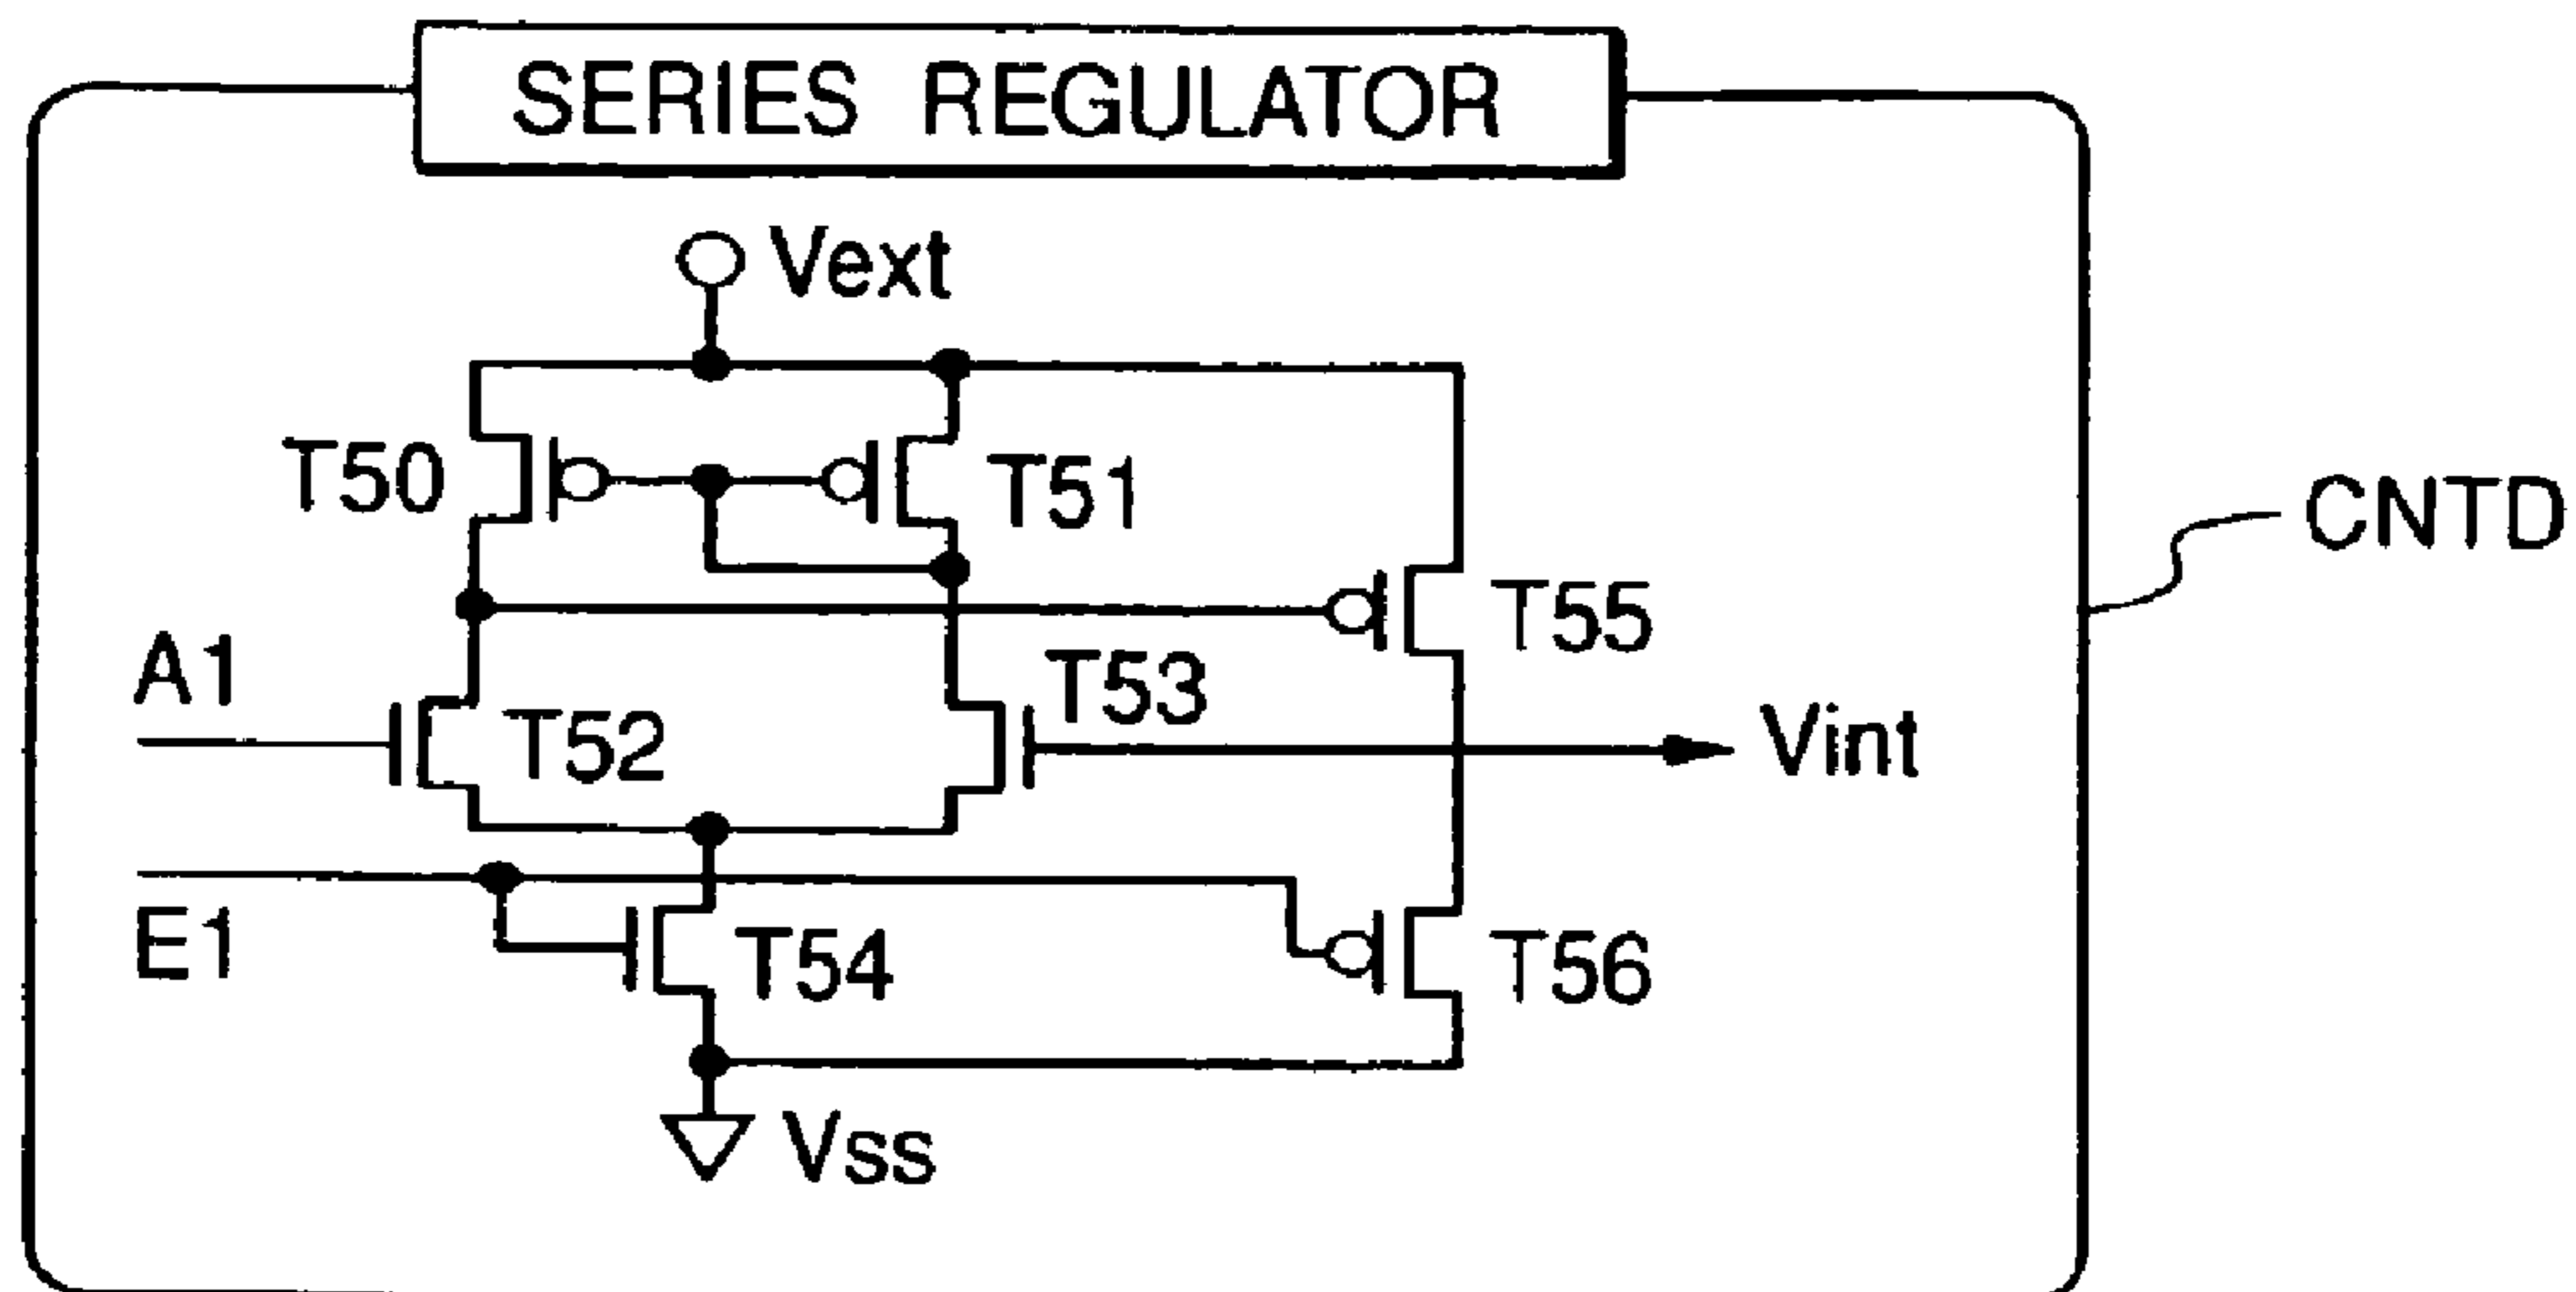 SERIES REGULATOR
Vext
T50
T51
CNTD
T55
A1
T53
T52
Vint
E1
T54
T56
Vss